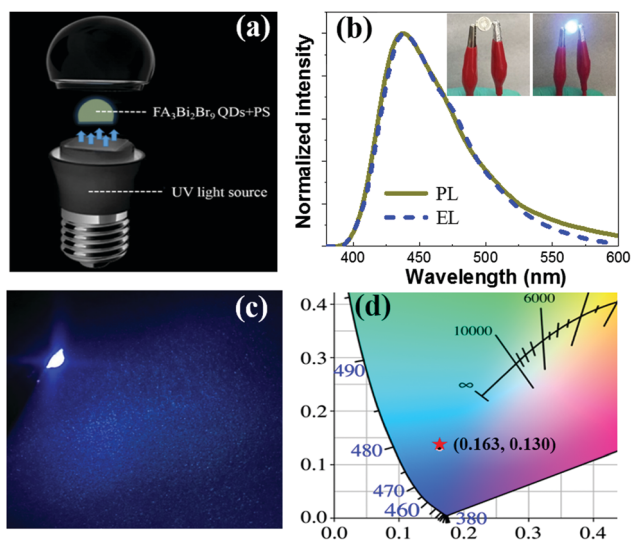 (a)
FA₃Bi₂Br₉ QDs+PS
UV light source
(b)
Normalized intensity
PL
EL
400
450
500
550
600
Wavelength (nm)
(c)
(d)
0.4
0.3
0.2
0.1
0.0
0.0
0.1
0.2
0.3
0.4
490
480
470
460
380
∞
10000
6000
(0.163, 0.130)